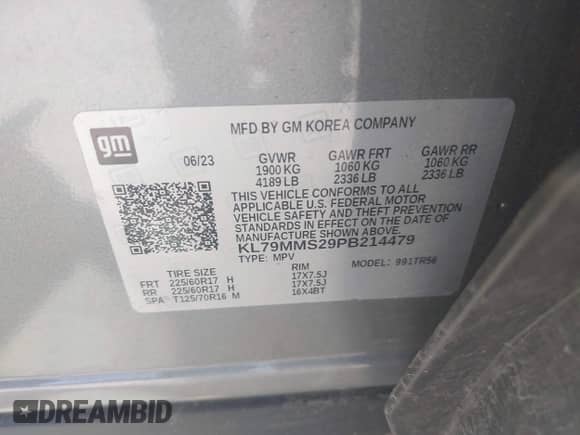 gm
MFD BY GM KOREA COMPANY
06/23 GVWR GAWR FRT GAWR RR
1900 KG 1060 KG 1060 KG
4189 LB 2336 LB 2336 LB
THIS VEHICLE CONFORMS TO ALL
APPLICABLE U.S. FEDERAL MOTOR
VEHICLE SAFETY AND THEFT PREVENTION
STANDARDS IN EFFECT ON THE DATE OF
MANUFACTURE SHOWN ABOVE.
KL79MMS29PB214479
TYPE: MPV MODEL: 991TR56
TIRE SIZE RIM
FRT 225/60R17 H 17X7.5J
RR 225/60R17 H 17X7.5J
SPA T125/70R16 M 16X4BT
DREAMBID